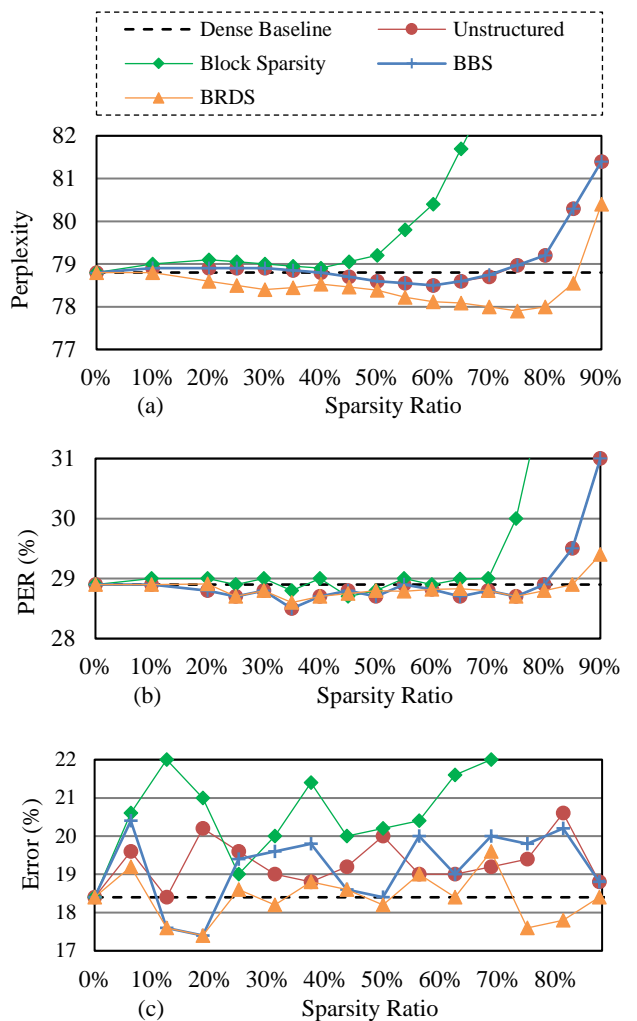 Dense Baseline Unstructured
Block Sparsity BBS
BRDS
82
81
80
79
78
77
Perplexity
0% 10% 20% 30% 40% 50% 60% 70% 80% 90%
(a) Sparsity Ratio
31
30
29
28
PER (%)
0% 10% 20% 30% 40% 50% 60% 70% 80% 90%
(b) Sparsity Ratio
22
21
20
19
18
17
Error (%)
0% 10% 20% 30% 40% 50% 60% 70% 80%
(c) Sparsity Ratio